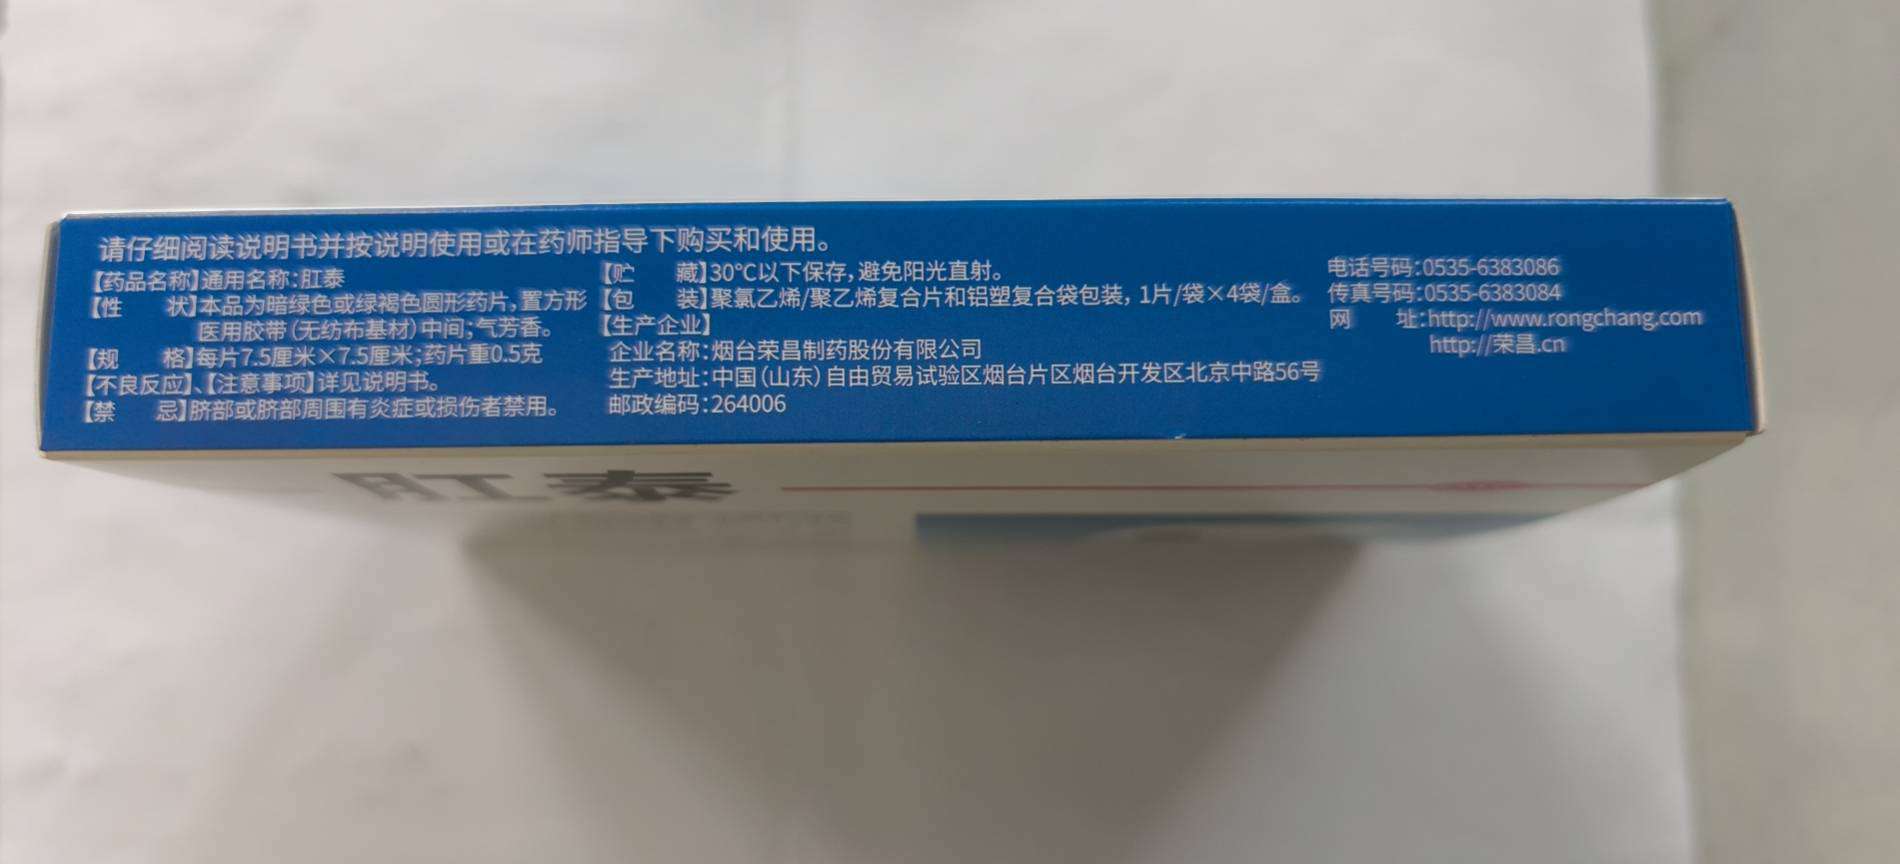 请仔细阅读说明书并按说明使用或在药师指导下购买和使用。
【药品名称】通用名称：肛泰
【性　　状】本品为暗绿色或绿褐色圆形药片，置方形
医用胶带（无纺布基材）中间；气芳香。
【规　　格】每片7.5厘米×7.5厘米；药片重0.5克
【不良反应】、【注意事项】详见说明书。
【禁　　忌】脐部或脐部周围有炎症或损伤者禁用。
【贮　　藏】30℃以下保存，避免阳光直射。
【包　　装】聚氯乙烯/聚乙烯复合片和铝塑复合袋包装，1片/袋×4袋/盒。
【生产企业】
企业名称：烟台荣昌制药股份有限公司
生产地址：中国（山东）自由贸易试验区烟台片区烟台开发区北京中路56号
邮政编码：264006
电话号码：0535-6383086
传真号码：0535-6383084
网　　址：http://www.rongchang.com
http://荣昌.cn
肛泰